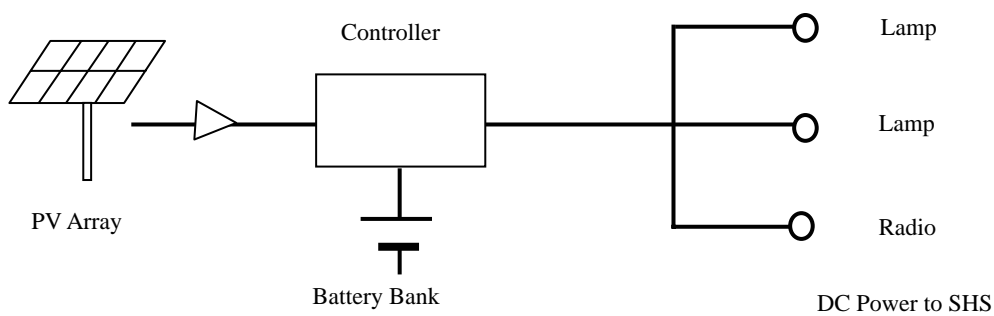 Controller
Lamp
Lamp
PV Array
Radio
Battery Bank
DC Power to SHS